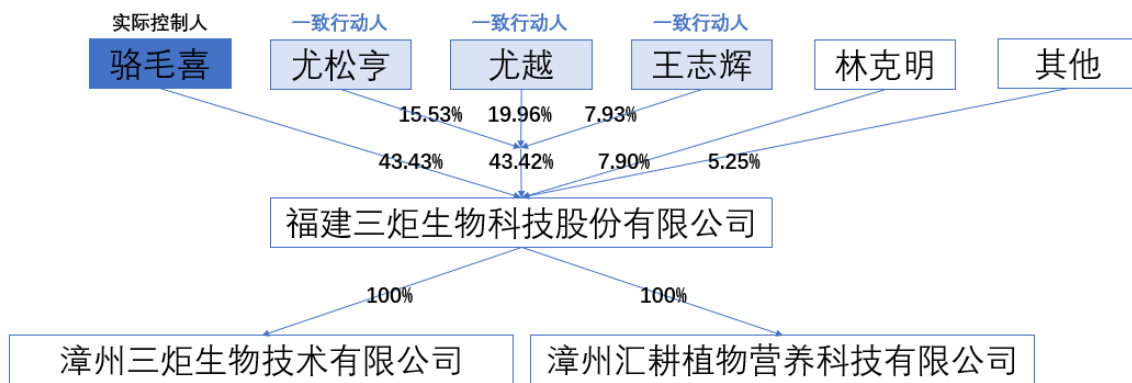 实际控制人 一致行动人 一致行动人 一致行动人
骆毛喜 尤松亨 尤越 王志辉 林克明 其他
15.53% 19.96% 7.93%
43.43% 43.42% 7.90% 5.25%
福建三炬生物科技股份有限公司
100% 100%
漳州三炬生物技术有限公司 漳州汇耕植物营养科技有限公司